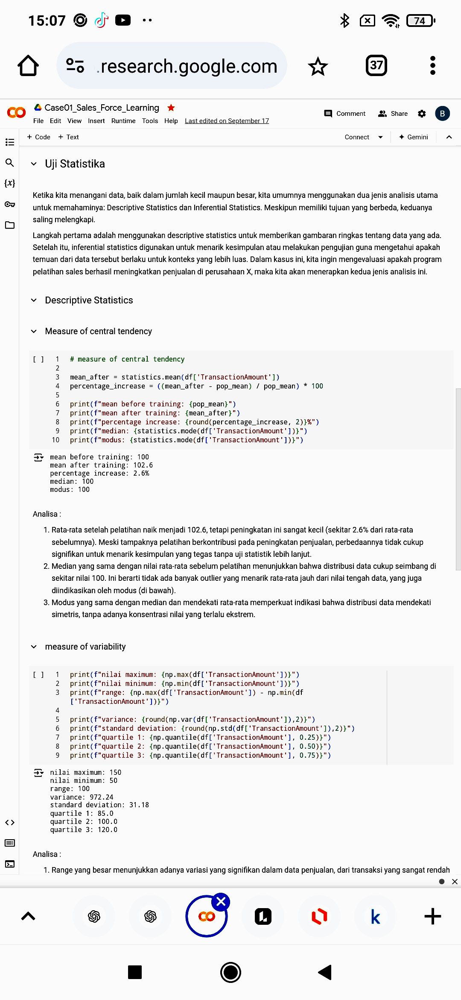 15:07
74
.research.google.com
37
Case01_Sales_Force_Learning
Comment
Share
B
File Edit View Insert Runtime Tools Help Last edited on September 17
+ Code + Text
Connect
Gemini
{x}
Uji Statistika
Ketika kita menangani data, baik dalam jumlah kecil maupun besar, kita umumnya menggunakan dua jenis analisis utama
untuk memahaminya: Descriptive Statistics dan Inferential Statistics. Meskipun memiliki tujuan yang berbeda, keduanya
saling melengkapi.
Langkah pertama adalah menggunakan descriptive statistics untuk memberikan gambaran ringkas tentang data yang ada.
Setelah itu, inferential statistics digunakan untuk menarik kesimpulan atau melakukan pengujian guna mengetahui apakah
temuan dari data tersebut berlaku untuk konteks yang lebih luas. Dalam kasus ini, kita ingin mengevaluasi apakah program
pelatihan sales berhasil meningkatkan penjualan di perusahaan X, maka kita akan menerapkan kedua jenis analisis ini.
Descriptive Statistics
Measure of central tendency
[ ] 1 # measure of central tendency
2
3 mean_after = statistics.mean(df['TransactionAmount'])
4 percentage_increase = ((mean_after - pop_mean) / pop_mean) * 100
5
6 print(f"mean before training: {pop_mean}")
7 print(f"mean after training: {mean_after}")
8 print(f"percentage increase: {round(percentage_increase, 2)}%")
9 print(f"median: {statistics.mode(df['TransactionAmount'])}")
10 print(f"modus: {statistics.mode(df['TransactionAmount'])}")
mean before training: 100
mean after training: 102.6
percentage increase: 2.6%
median: 100
modus: 100
Analisa :
1. Rata-rata setelah pelatihan naik menjadi 102.6, tetapi peningkatan ini sangat kecil (sekitar 2.6% dari rata-rata
sebelumnya). Meski tampaknya pelatihan berkontribusi pada peningkatan penjualan, perbedaannya tidak cukup
signifikan untuk menarik kesimpulan yang tegas tanpa uji statistik lebih lanjut.
2. Median yang sama dengan nilai rata-rata sebelum pelatihan menunjukkan bahwa distribusi data cukup seimbang di
sekitar nilai 100. Ini berarti tidak ada banyak outlier yang menarik rata-rata jauh dari nilai tengah data, yang juga
diindikasikan oleh modus (di bawah).
3. Modus yang sama dengan median dan mendekati rata-rata memperkuat indikasi bahwa distribusi data mendekati
simetris, tanpa adanya konsentrasi nilai yang terlalu ekstrem.
measure of variability
[ ] 1 print(f"nilai maximum: {np.max(df['TransactionAmount'])}")
2 print(f"nilai minimum: {np.min(df['TransactionAmount'])}")
3 print(f"range: {np.max(df['TransactionAmount']) - np.min(df
['TransactionAmount'])}")
4
5 print(f"variance: {round(np.var(df['TransactionAmount']),2)}")
6 print(f"standard deviation: {round(np.std(df['TransactionAmount']),2)}")
7 print(f"quartile 1: {np.quantile(df['TransactionAmount'], 0.25)}")
8 print(f"quartile 2: {np.quantile(df['TransactionAmount'], 0.50)}")
9 print(f"quartile 3: {np.quantile(df['TransactionAmount'], 0.75)}")
nilai maximum: 150
nilai minimum: 50
range: 100
variance: 972.24
standard deviation: 31.18
quartile 1: 85.0
quartile 2: 100.0
quartile 3: 120.0
Analisa :
1. Range yang besar menunjukkan adanya variasi yang signifikan dalam data penjualan, dari transaksi yang sangat rendah
k